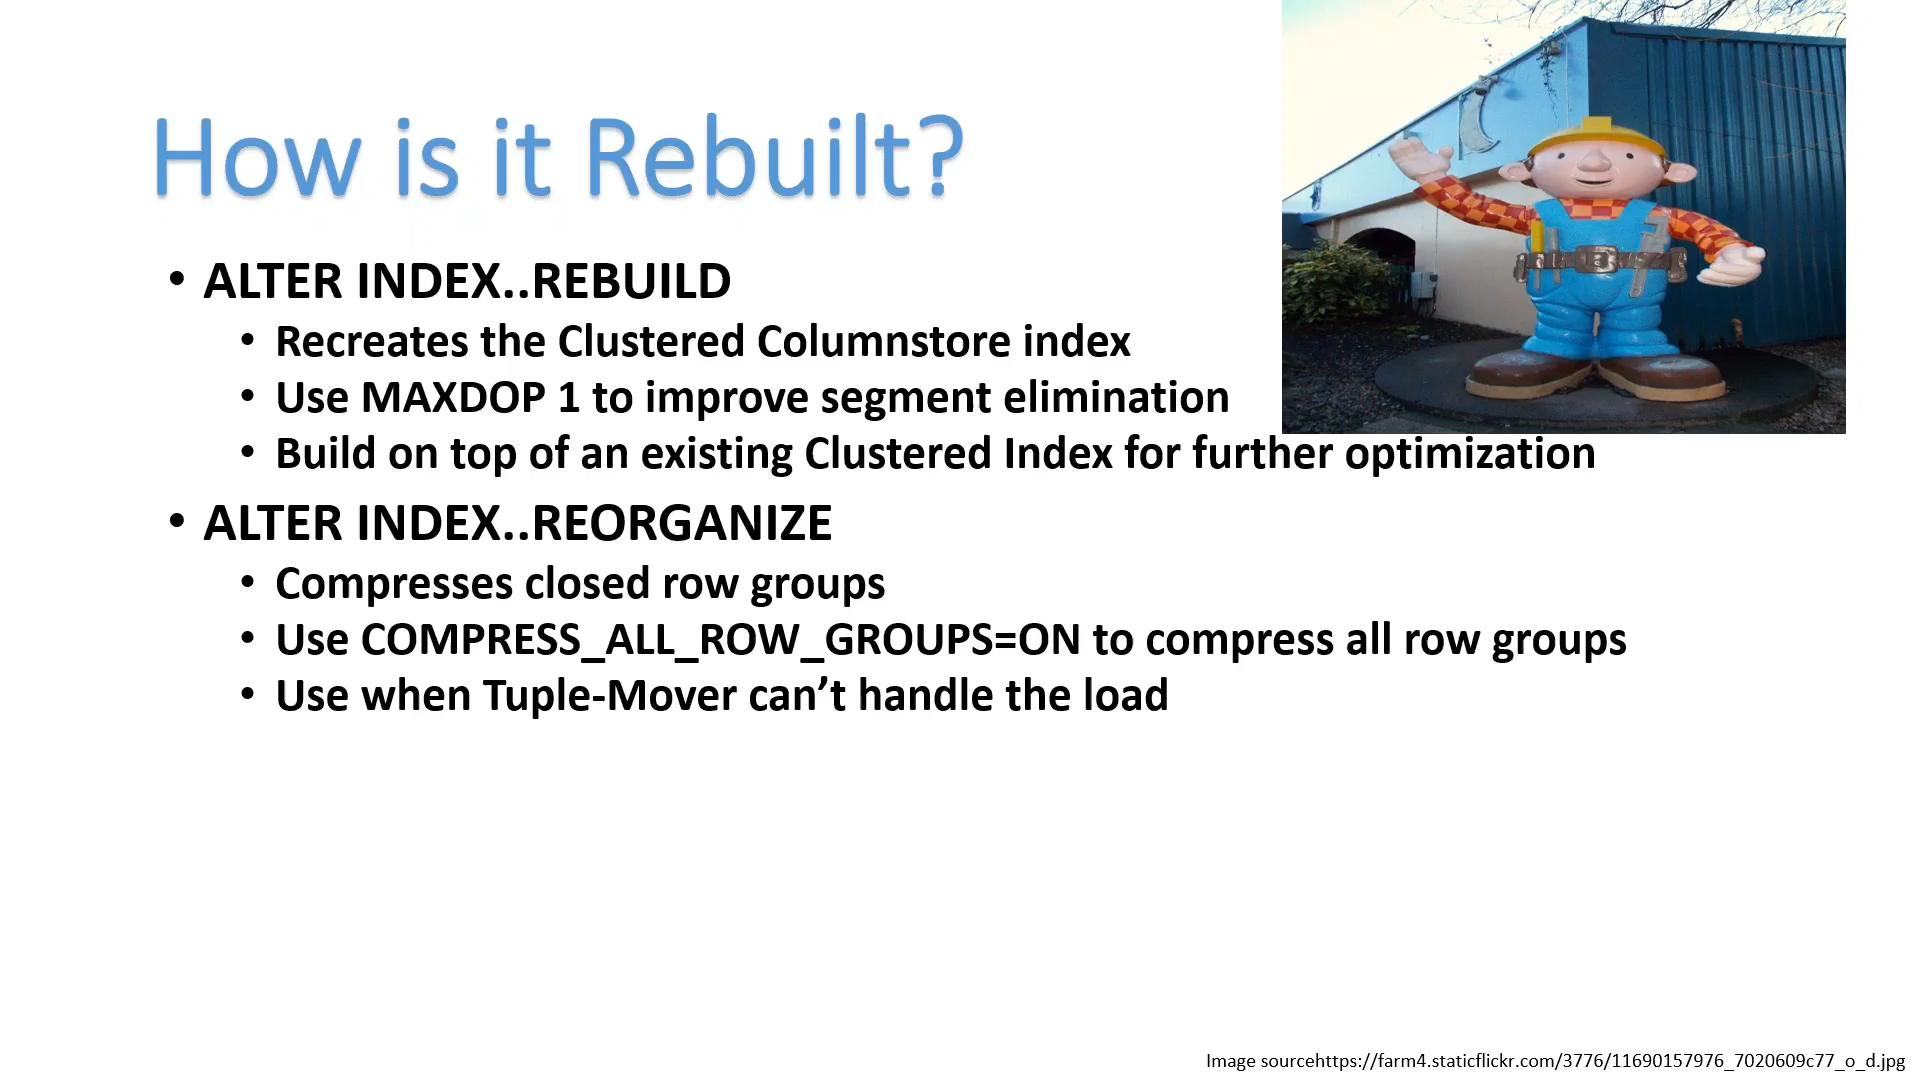 How is it Rebuilt?
• ALTER INDEX..REBUILD
• Recreates the Clustered Columnstore index
• Use MAXDOP 1 to improve segment elimination
• Build on top of an existing Clustered Index for further optimization
• ALTER INDEX..REORGANIZE
• Compresses closed row groups
• Use COMPRESS_ALL_ROW_GROUPS=ON to compress all row groups
• Use when Tuple-Mover can’t handle the load
Image sourcehttps://farm4.staticflickr.com/3776/11690157976_7020609c77_o_d.jpg